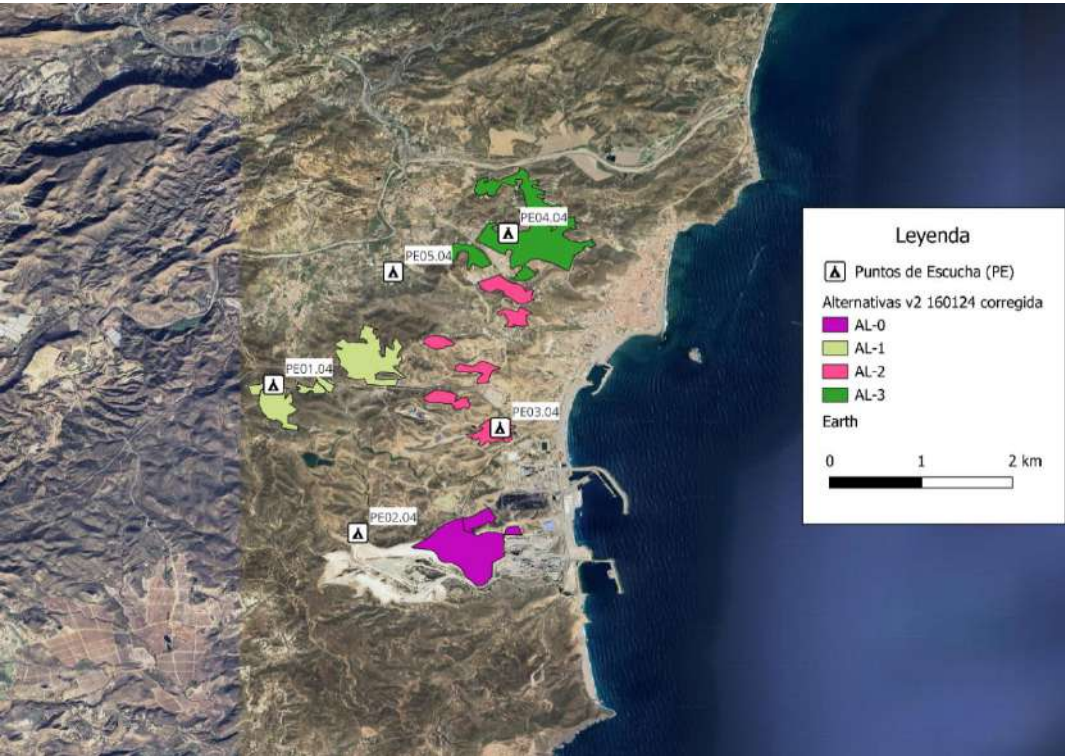 PE04.04
PE05.04
PE01.04
PE03.04
PE02.04
Leyenda
Puntos de Escucha (PE)
Alternativas v2 160124 corregida
AL-0
AL-1
AL-2
AL-3
Earth
0 1 2 km